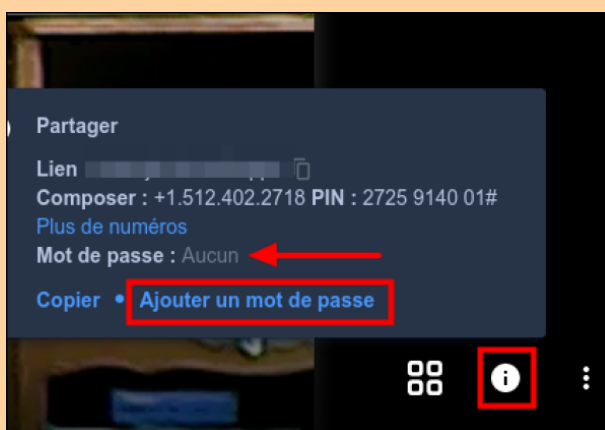 Partager
Lien
Composer : +1.512.402.2718 PIN : 2725 9140 01#
Plus de numéros
Mot de passe : Aucun
Copier • Ajouter un mot de passe